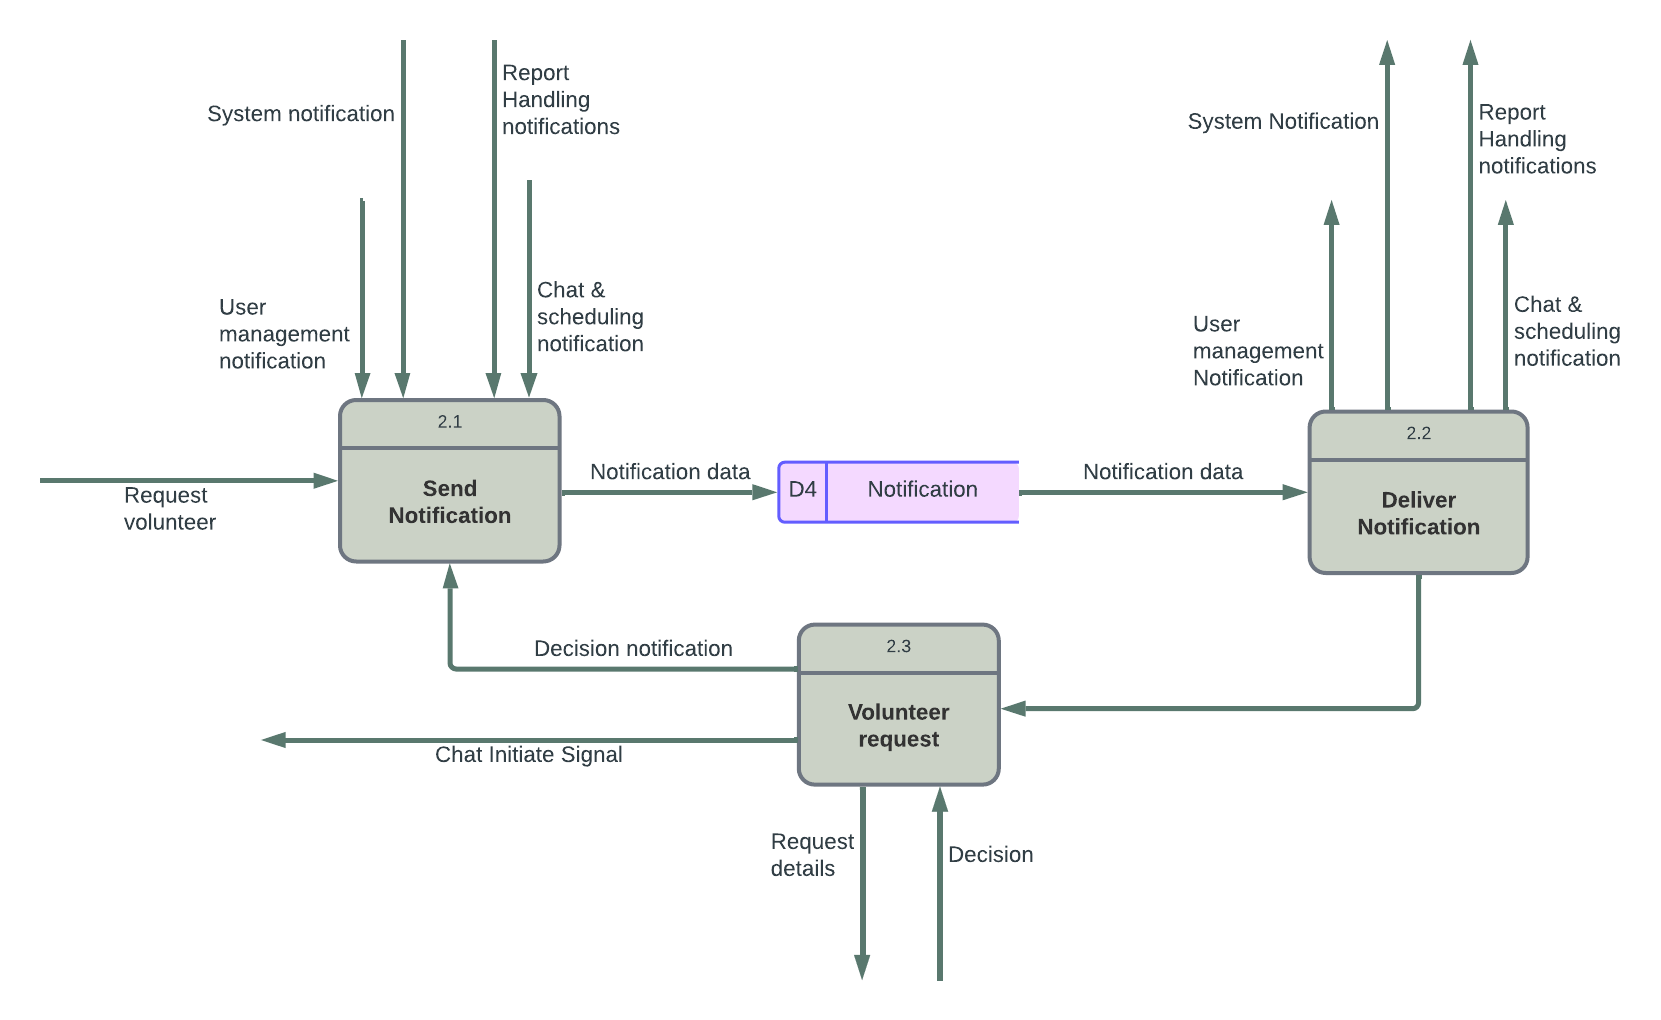 System notification
Report
Handling
notifications
User
management
notification
Chat &
scheduling
notification
System Notification
Report
Handling
notifications
User
management
Notification
Chat &
scheduling
notification
Request
volunteer
2.1
Send
Notification
Notification data
D4
Notification
Notification data
2.2
Deliver
Notification
Decision notification
2.3
Volunteer
request
Chat Initiate Signal
Request
details
Decision